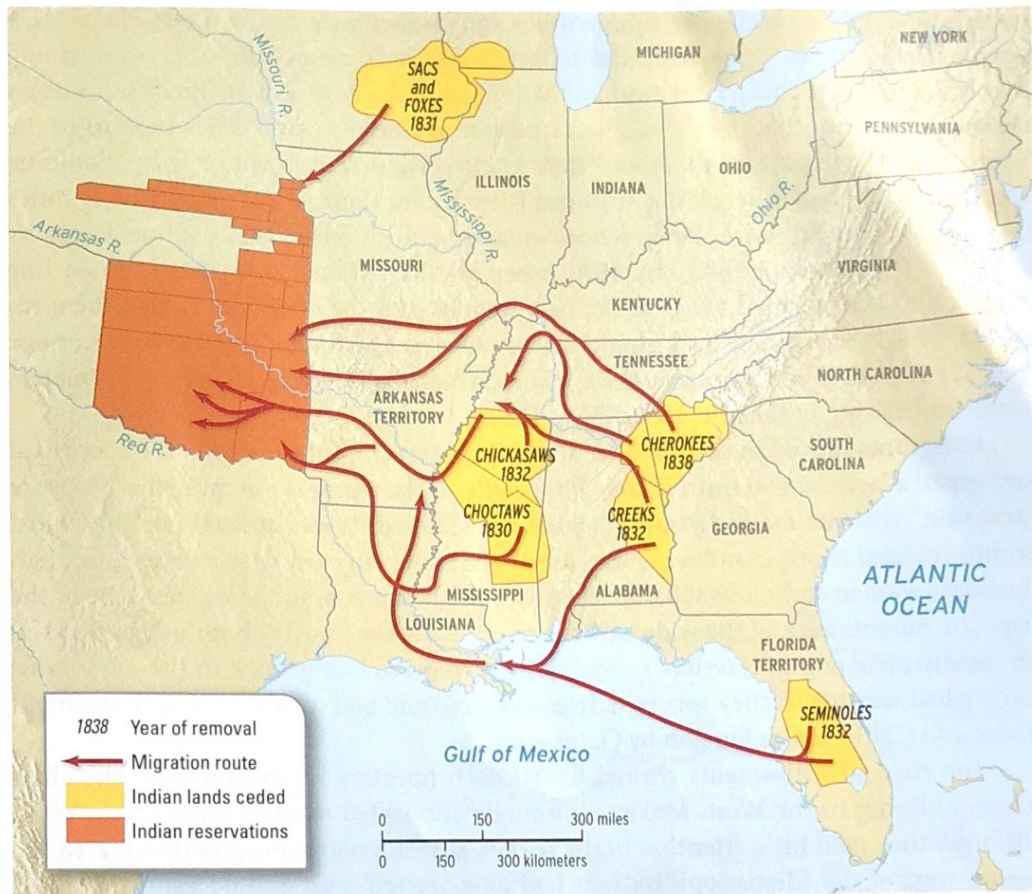 Missouri R.
SACS
and
FOXES
1831
MICHIGAN
NEW YORK
PENNSYLVANIA
ILLINOIS
INDIANA
OHIO
Ohio R.
Mississippi R.
Arkansas R.
MISSOURI
VIRGINIA
KENTUCKY
TENNESSEE
NORTH CAROLINA
ARKANSAS
TERRITORY
Red R.
CHICKASAWS
1832
CHEROKEES
1838
SOUTH
CAROLINA
CHOCTAWS
1830
CREEKS
1832
GEORGIA
MISSISSIPPI
ALABAMA
ATLANTIC
OCEAN
LOUISIANA
FLORIDA
TERRITORY
SEMINOLES
1832
Gulf of Mexico
1838 Year of removal
Migration route
Indian lands ceded
Indian reservations
0 150 300 miles
0 150 300 kilometers